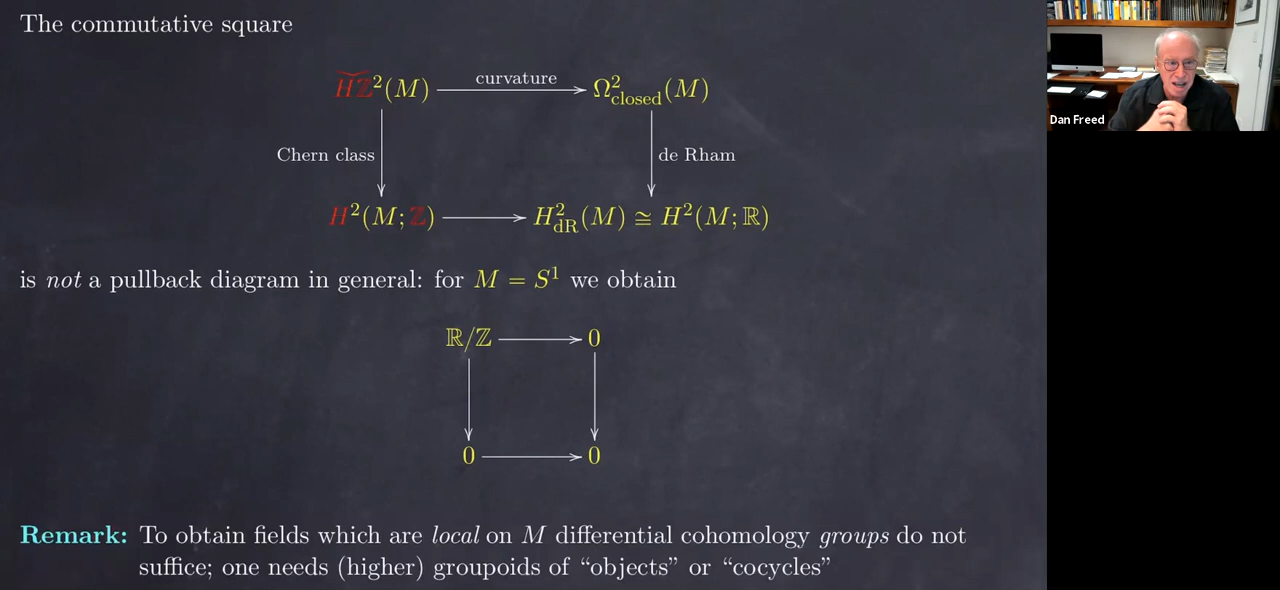 The commutative square
H̆Z²(M) curvature Ω²closed(M)
Chern class de Rham
H²(M; ℤ) H²dR(M) ≅ H²(M; ℝ)
is not a pullback diagram in general: for M = S¹ we obtain
ℝ/ℤ 0
0 0
Remark: To obtain fields which are local on M differential cohomology groups do not
suffice; one needs (higher) groupoids of “objects” or “cocycles”
Dan Freed